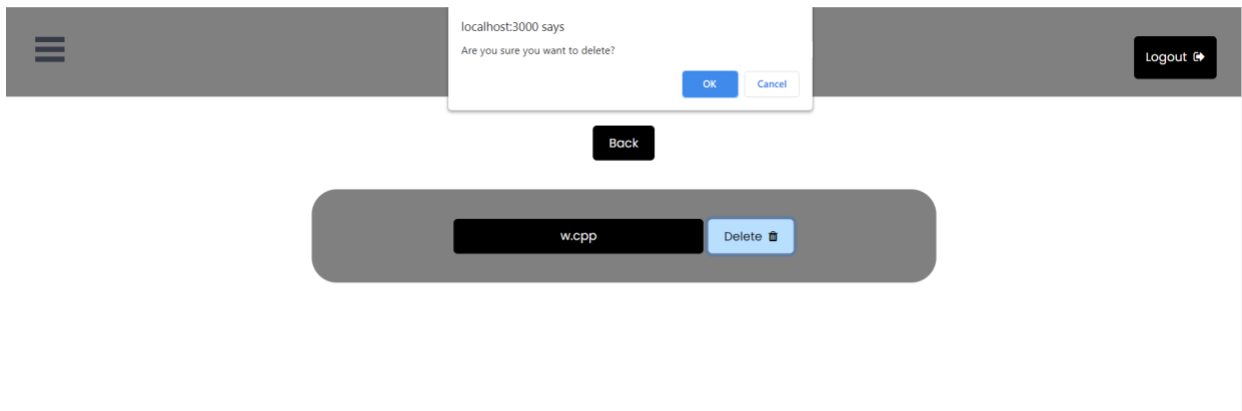 localhost:3000 says
Are you sure you want to delete?
OK Cancel
Logout
Back
w.cpp Delete